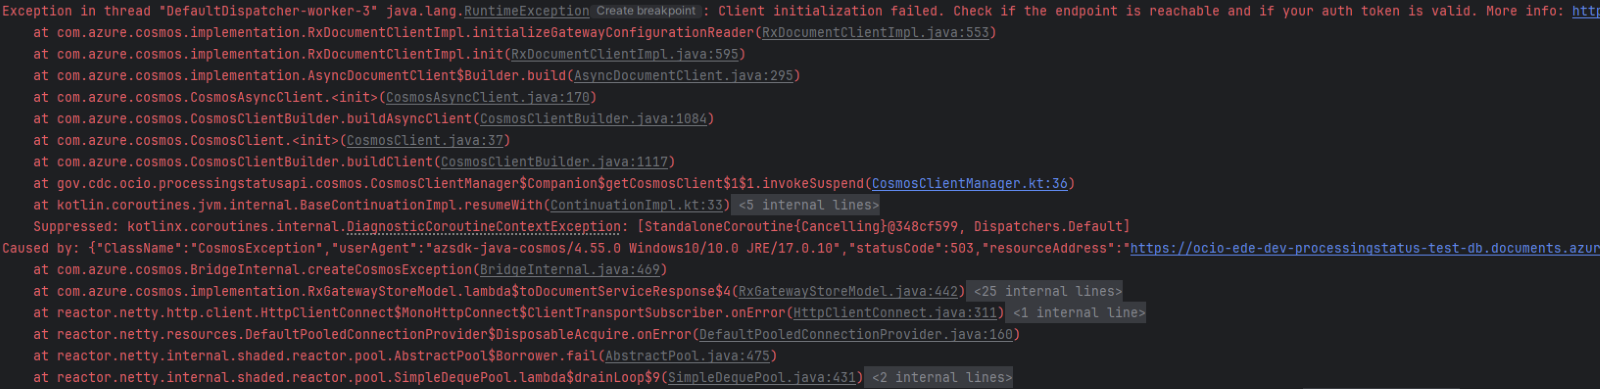 Exception in thread "DefaultDispatcher-worker-3" java.lang.RuntimeException Create breakpoint : Client initialization failed. Check if the endpoint is reachable and if your auth token is valid. More info: http
at com.azure.cosmos.implementation.RxDocumentClientImpl.initializeGatewayConfigurationReader(RxDocumentClientImpl.java:553)
at com.azure.cosmos.implementation.RxDocumentClientImpl.init(RxDocumentClientImpl.java:595)
at com.azure.cosmos.implementation.AsyncDocumentClient$Builder.build(AsyncDocumentClient.java:295)
at com.azure.cosmos.CosmosAsyncClient.<init>(CosmosAsyncClient.java:170)
at com.azure.cosmos.CosmosClientBuilder.buildAsyncClient(CosmosClientBuilder.java:1084)
at com.azure.cosmos.CosmosClient.<init>(CosmosClient.java:37)
at com.azure.cosmos.CosmosClientBuilder.buildClient(CosmosClientBuilder.java:1117)
at gov.cdc.ocio.processingstatusapi.cosmos.CosmosClientManager$Companion$getCosmosClient$1$1.invokeSuspend(CosmosClientManager.kt:36)
at kotlin.coroutines.jvm.internal.BaseContinuationImpl.resumeWith(ContinuationImpl.kt:33) <5 internal lines>
Suppressed: kotlinx.coroutines.internal.DiagnosticCoroutineContextException: [StandaloneCoroutine{Cancelling}@348cf599, Dispatchers.Default]
Caused by: {"ClassName":"CosmosException","userAgent":"azsdk-java-cosmos/4.55.0 Windows10/10.0 JRE/17.0.10","statusCode":503,"resourceAddress":"https://ocio-ede-dev-processingstatus-test-db.documents.azur
at com.azure.cosmos.BridgeInternal.createCosmosException(BridgeInternal.java:469)
at com.azure.cosmos.implementation.RxGatewayStoreModel.lambda$toDocumentServiceResponse$4(RxGatewayStoreModel.java:442) <25 internal lines>
at reactor.netty.http.client.HttpClientConnect$MonoHttpConnect$ClientTransportSubscriber.onError(HttpClientConnect.java:311) <1 internal line>
at reactor.netty.resources.DefaultPooledConnectionProvider$DisposableAcquire.onError(DefaultPooledConnectionProvider.java:160)
at reactor.netty.internal.shaded.reactor.pool.AbstractPool$Borrower.fail(AbstractPool.java:475)
at reactor.netty.internal.shaded.reactor.pool.SimpleDequePool.lambda$drainLoop$9(SimpleDequePool.java:431) <2 internal lines>